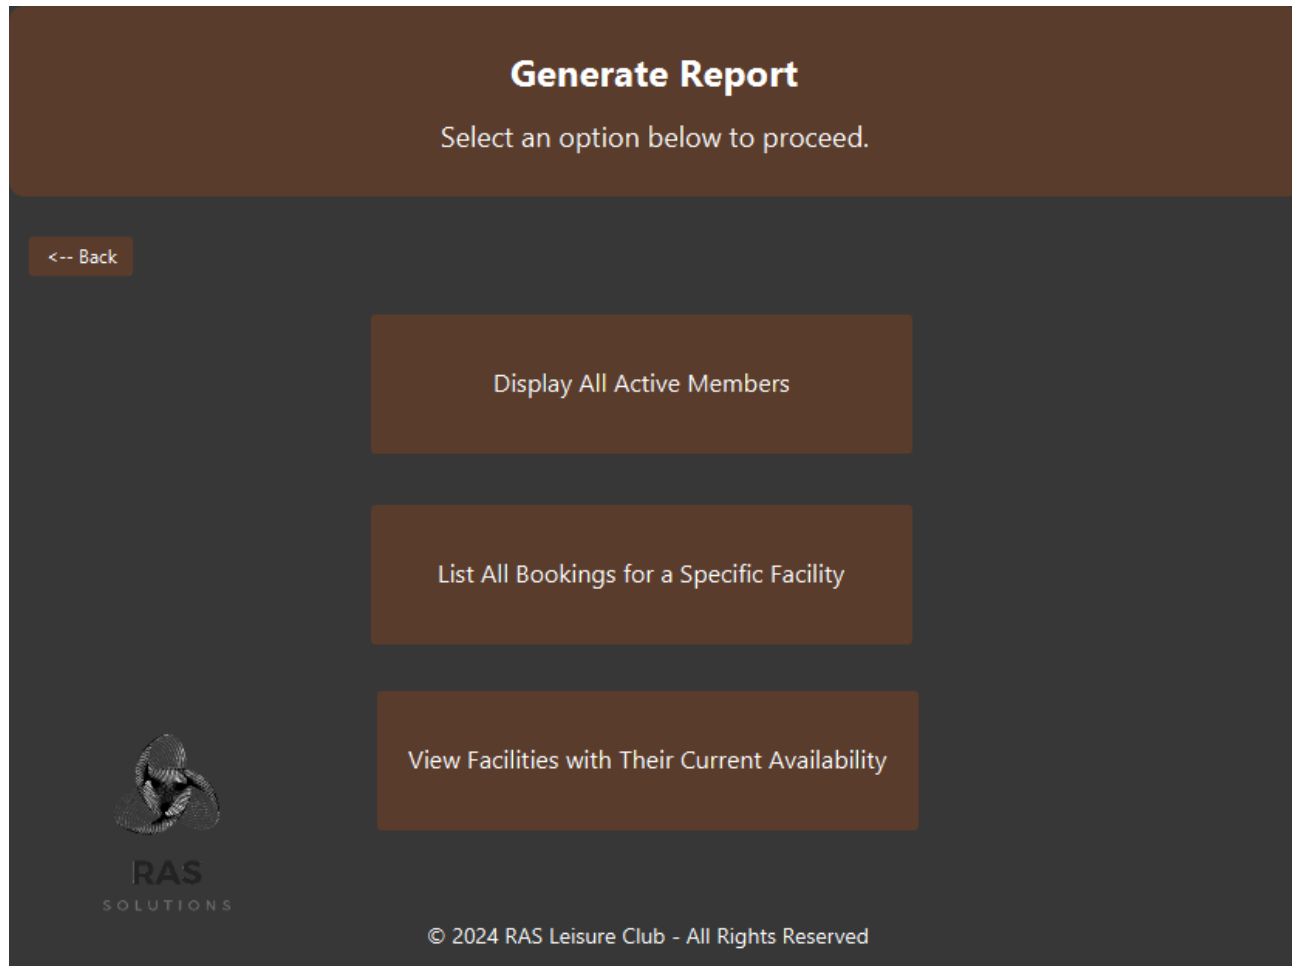 Generate Report
Select an option below to proceed.
<-- Back
Display All Active Members
List All Bookings for a Specific Facility
View Facilities with Their Current Availability
RAS
SOLUTIONS
© 2024 RAS Leisure Club - All Rights Reserved